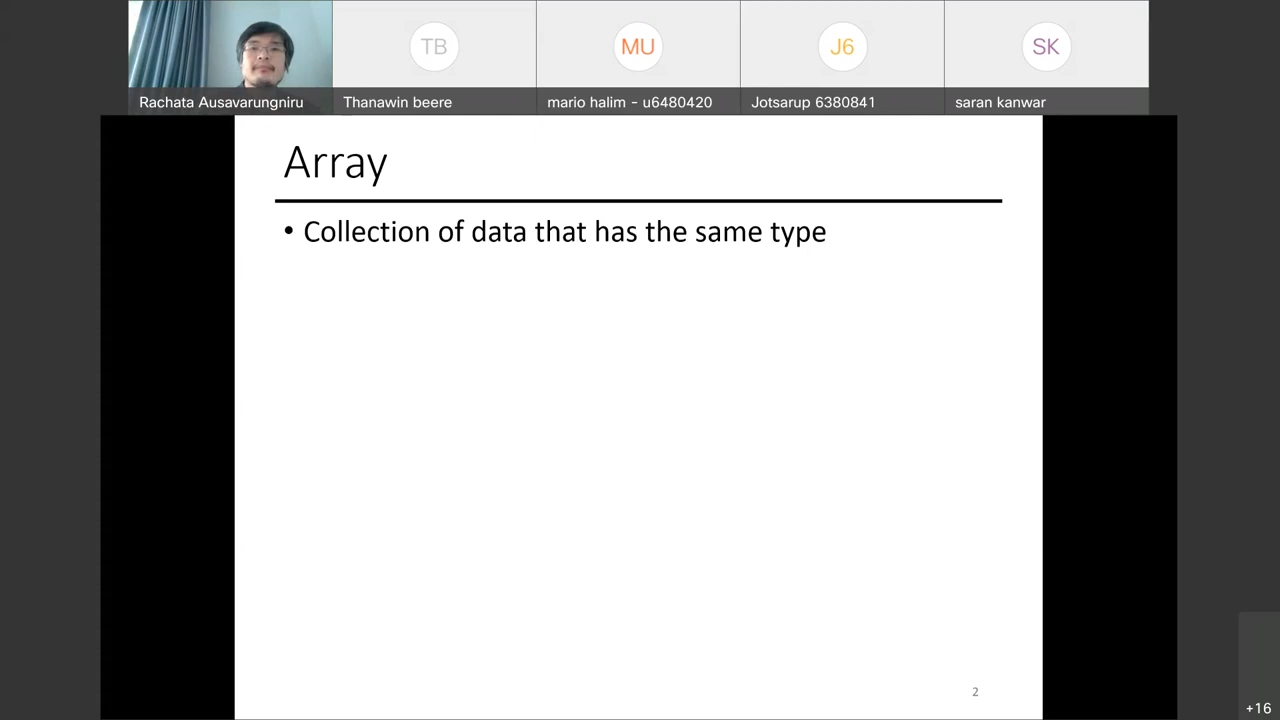 TB
MU
J6
SK
Rachata Ausavarungniru
Thanawin beere
mario halim - u6480420
Jotsarup 6380841
saran kanwar
Array
• Collection of data that has the same type
2
+16